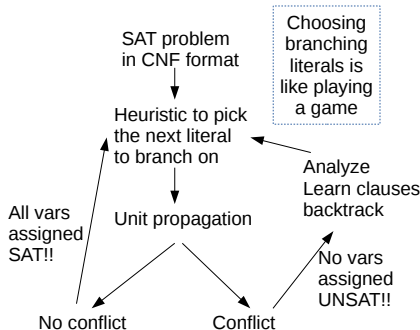 SAT problem
in CNF format
Choosing
branching
literals is
like playing
a game
Heuristic to pick
the next literal
to branch on
Analyze
Learn clauses
backtrack
Unit propagation
All vars
assigned
SAT!!
No vars
assigned
UNSAT!!
No conflict
Conflict